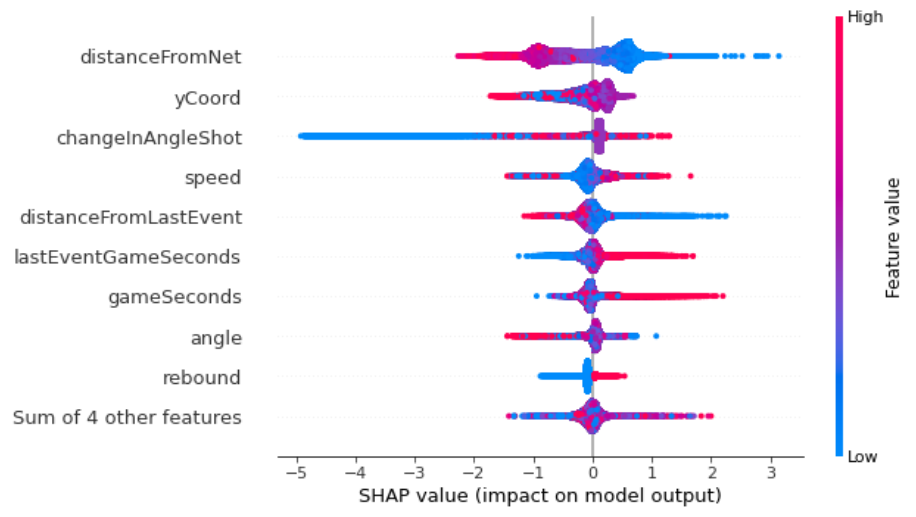 High
distanceFromNet
yCoord
changeInAngleShot
speed
distanceFromLastEvent
lastEventGameSeconds
gameSeconds
angle
rebound
Sum of 4 other features
Low
Feature value
−5 −4 −3 −2 −1 0 1 2 3
SHAP value (impact on model output)